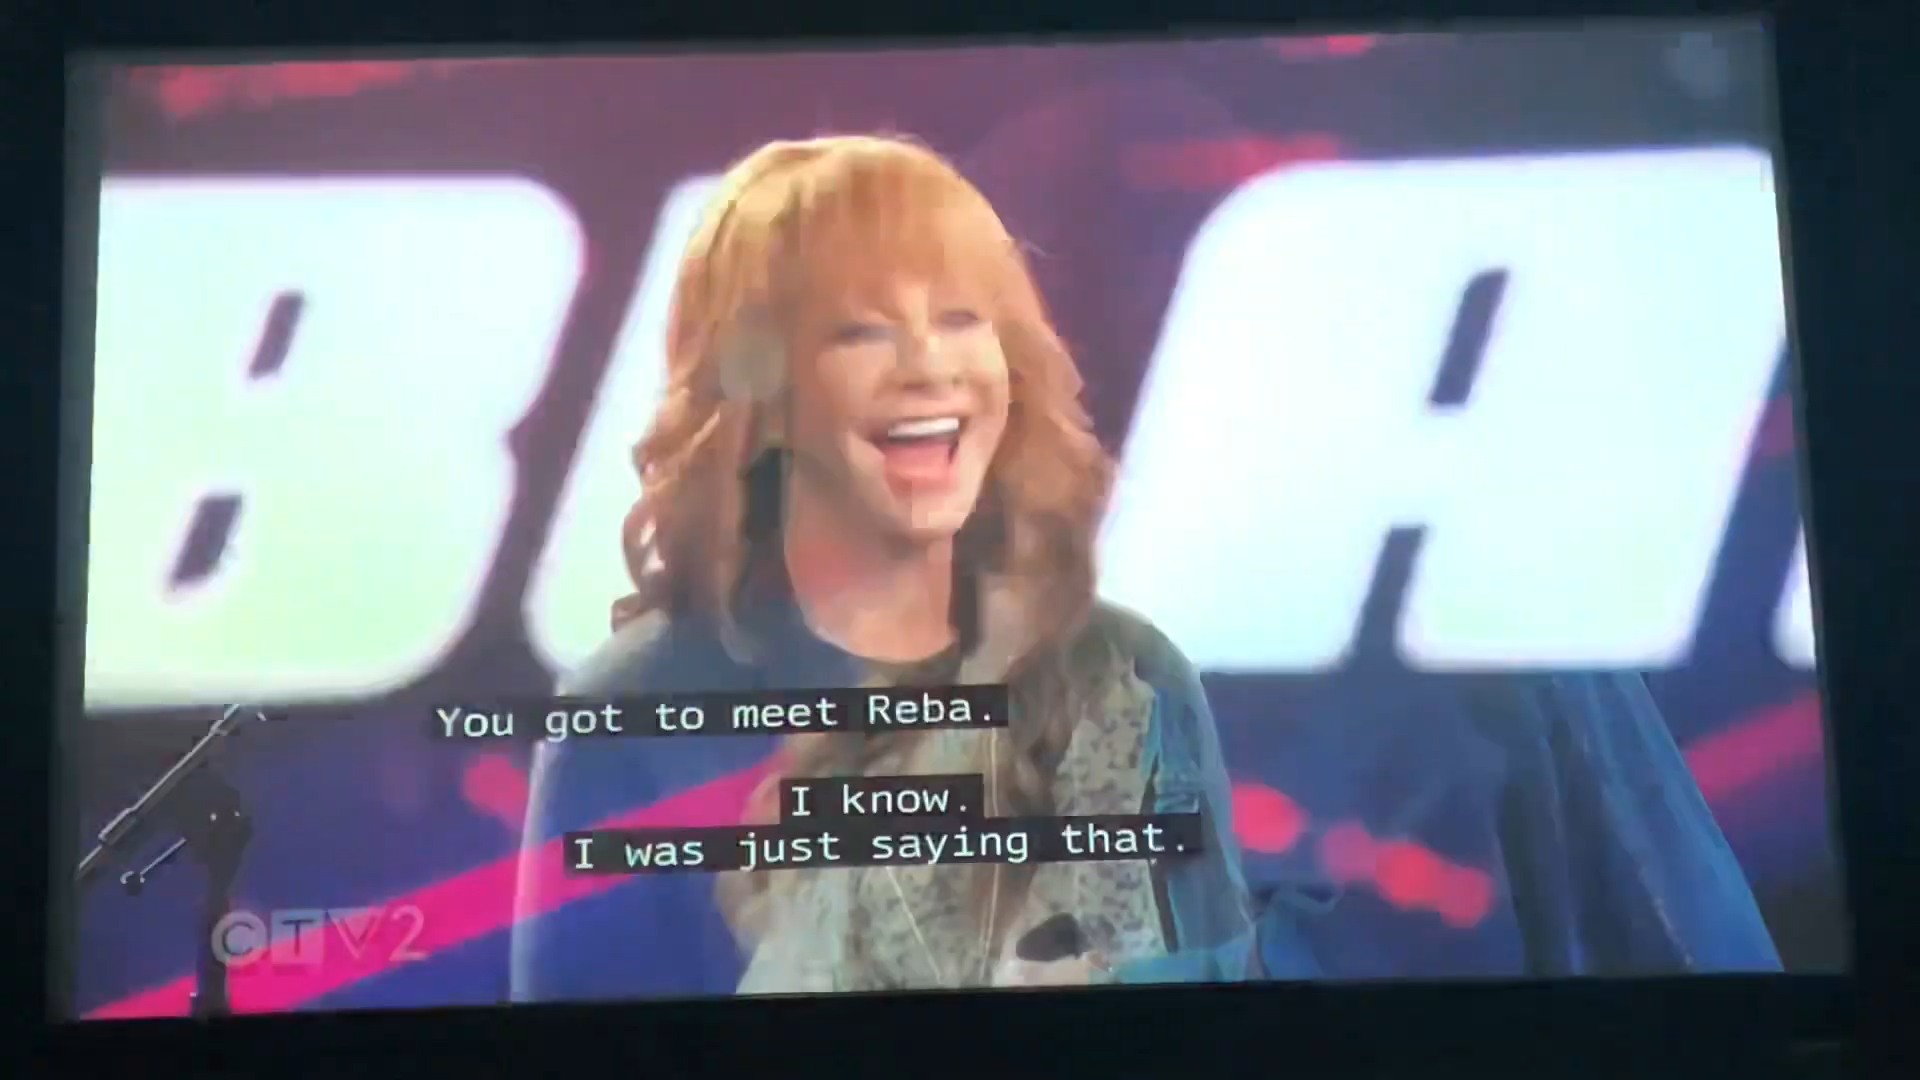 B
A
You got to meet Reba.
I know.
I was just saying that.
CTV2